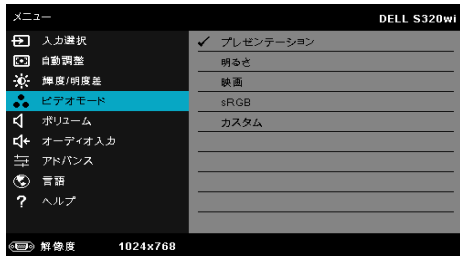 メニュー
DELL S320wi
入力選択
自動調整
輝度/明度差
ビデオモード
ボリューム
オーディオ入力
アドバンス
言語
? ヘルプ
✓ プレゼンテーション
明るさ
映画
sRGB
カスタム
解像度 1024x768